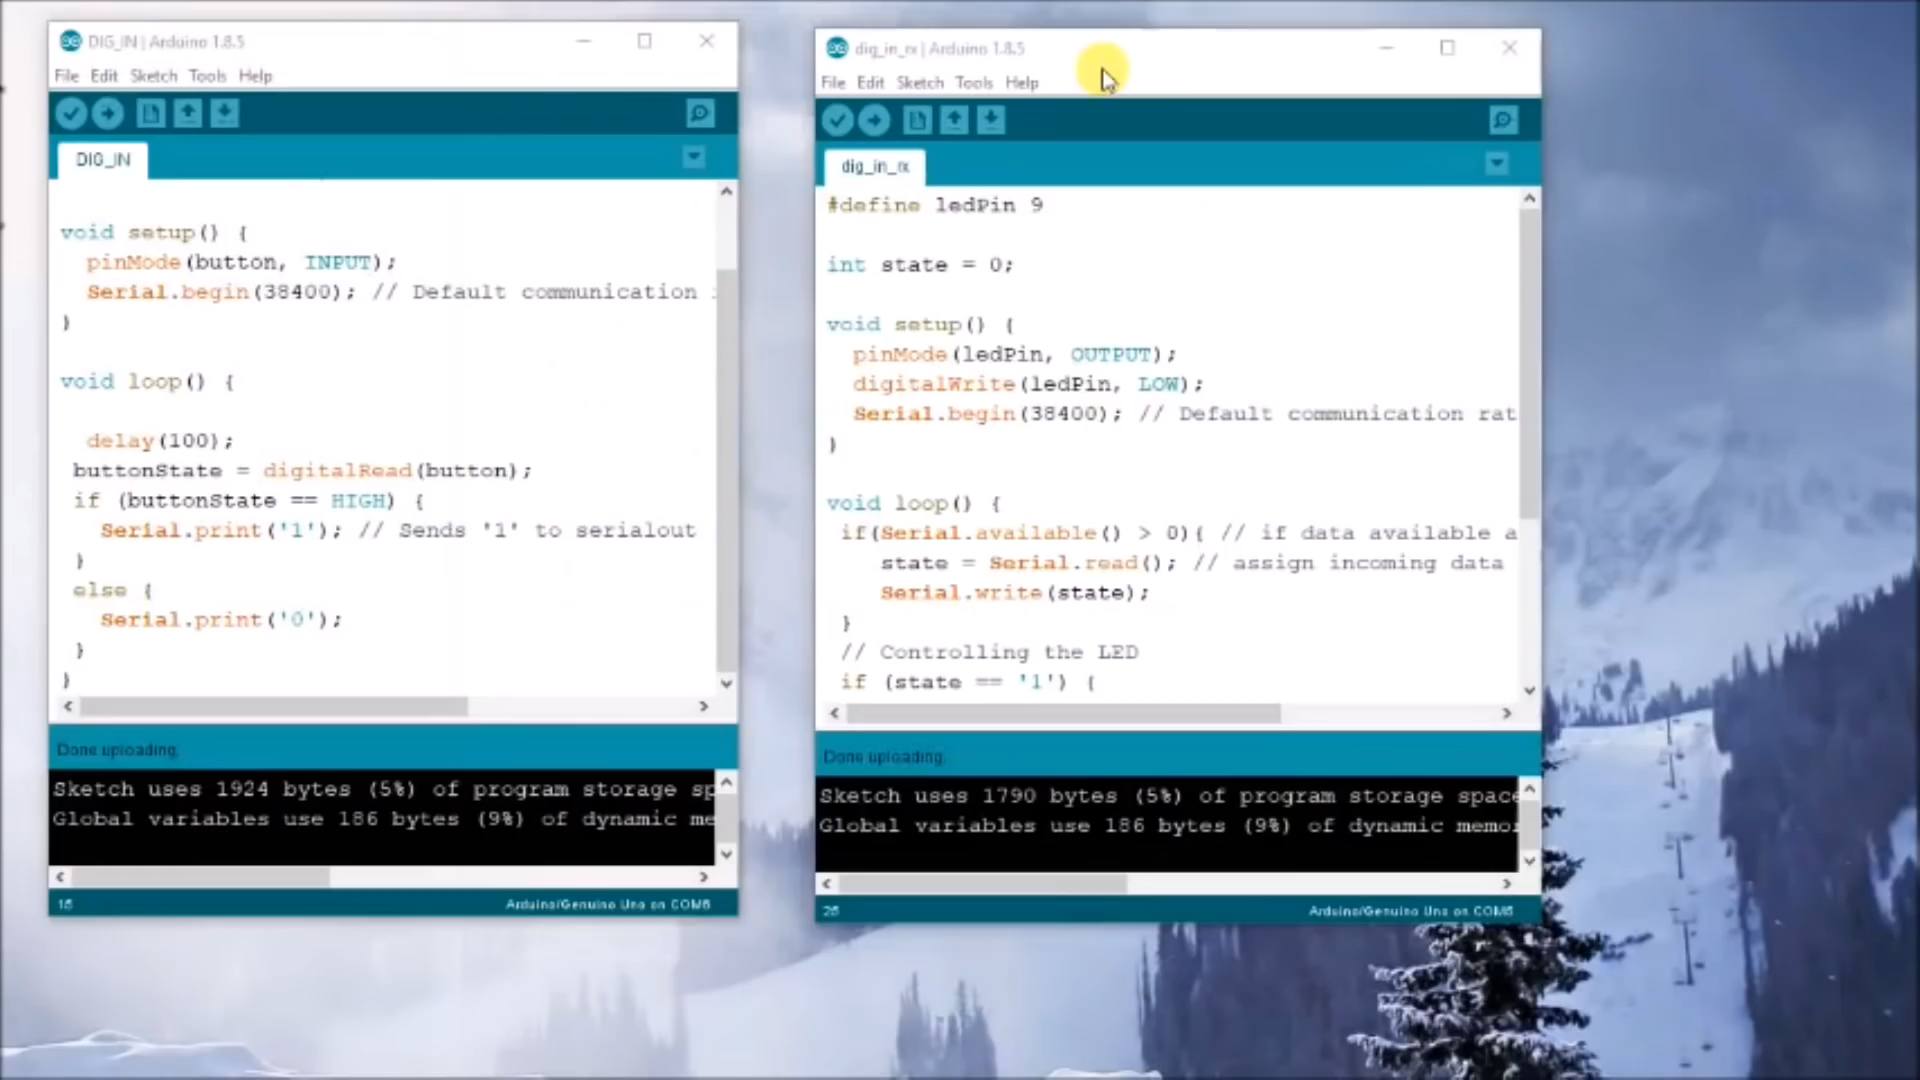 DIG_IN | Arduino 1.8.5
File Edit Sketch Tools Help
DIG_IN
void setup() {
pinMode(button, INPUT);
Serial.begin(38400); // Default communication
}
void loop() {
delay(100);
buttonState = digitalRead(button);
if (buttonState == HIGH) {
Serial.print('1'); // Sends '1' to serialout
}
else {
Serial.print('0');
}
}
Done uploading.
Sketch uses 1924 bytes (5%) of program storage sp
Global variables use 186 bytes (9%) of dynamic me
Arduino/Genuino Uno on COM6
dig_in_rx | Arduino 1.8.5
File Edit Sketch Tools Help
dig_in_rx
#define ledPin 9
int state = 0;
void setup() {
pinMode(ledPin, OUTPUT);
digitalWrite(ledPin, LOW);
Serial.begin(38400); // Default communication rat
}
void loop() {
if(Serial.available() > 0){ // if data available a
state = Serial.read(); // assign incoming data
Serial.write(state);
}
// Controlling the LED
if (state == '1') {
Done uploading.
Sketch uses 1790 bytes (5%) of program storage space
Global variables use 186 bytes (9%) of dynamic memor
Arduino/Genuino Uno on COM6